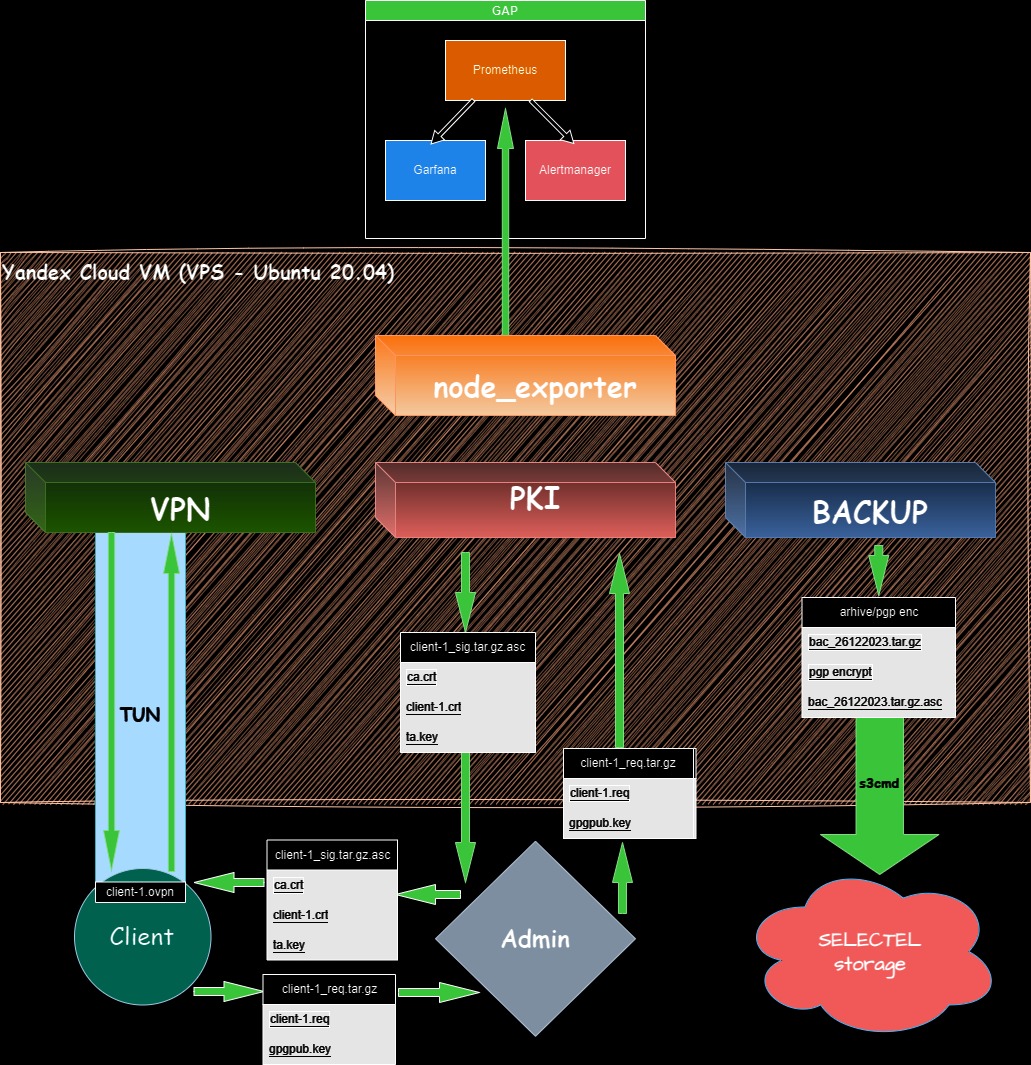 GAP
Prometheus
Garfana
Alertmanager
Yandex Cloud VM (VPS - Ubuntu 20.04)
node_exporter
VPN
PKI
BACKUP
arhive/pgp enc
bac_26122023.tar.gz
pgp encrypt
bac_26122023.tar.gz.asc
client-1_sig.tar.gz.asc
ca.crt
client-1.crt
ta.key
TUN
client-1_req.tar.gz
client-1.req
gpgpub.key
s3cmd
client-1_sig.tar.gz.asc
ca.crt
client-1.crt
ta.key
client-1.ovpn
Client
Admin
SELECTEL
storage
client-1_req.tar.gz
client-1.req
gpgpub.key